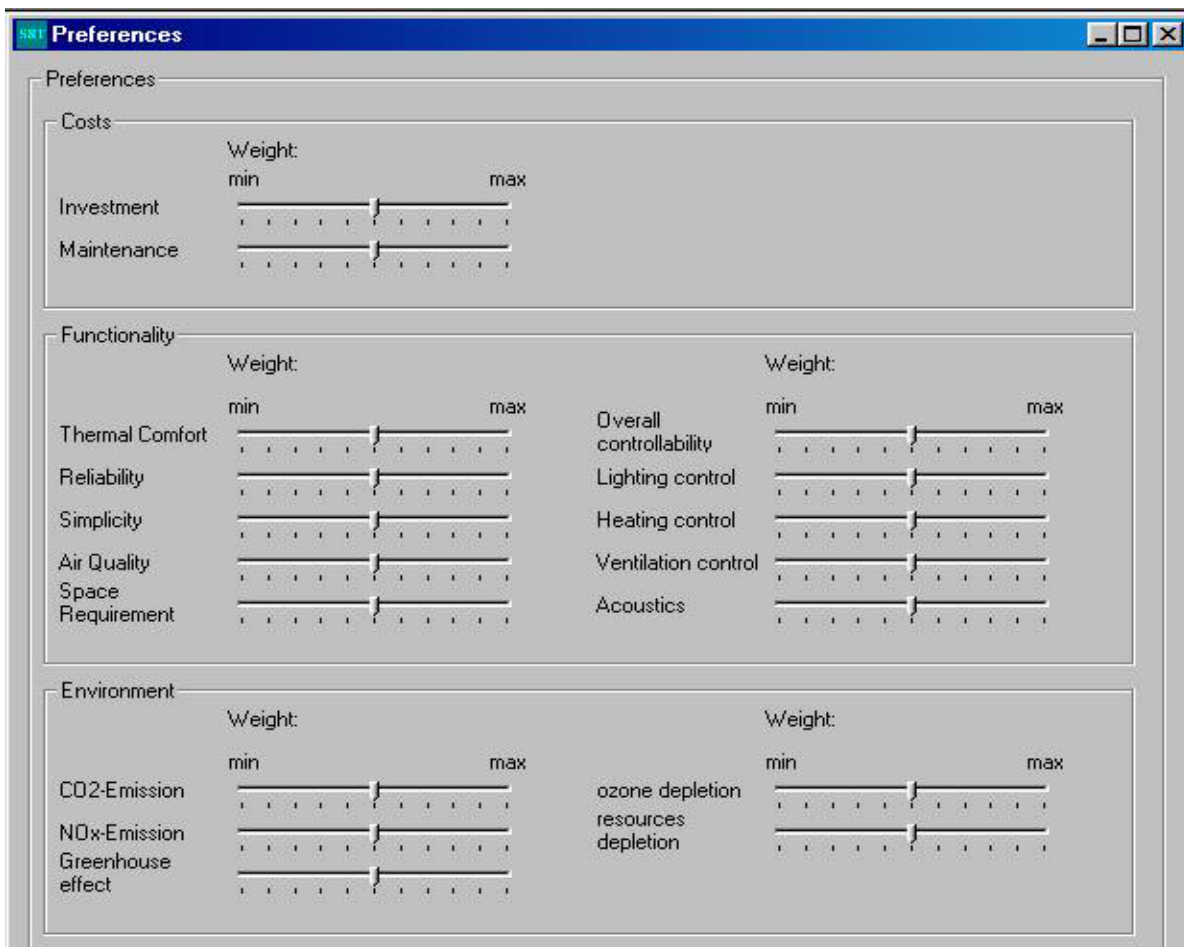 SBT Preferences
Preferences
Costs
Weight:
min max
Investment
Maintenance
Functionality
Weight: Weight:
min max min max
Thermal Comfort
Overall
controllability
Reliability Lighting control
Simplicity Heating control
Air Quality Ventilation control
Space
Requirement
Acoustics
Environment
Weight: Weight:
min max min max
CO2-Emission ozone depletion
NOx-Emission
resources
depletion
Greenhouse
effect